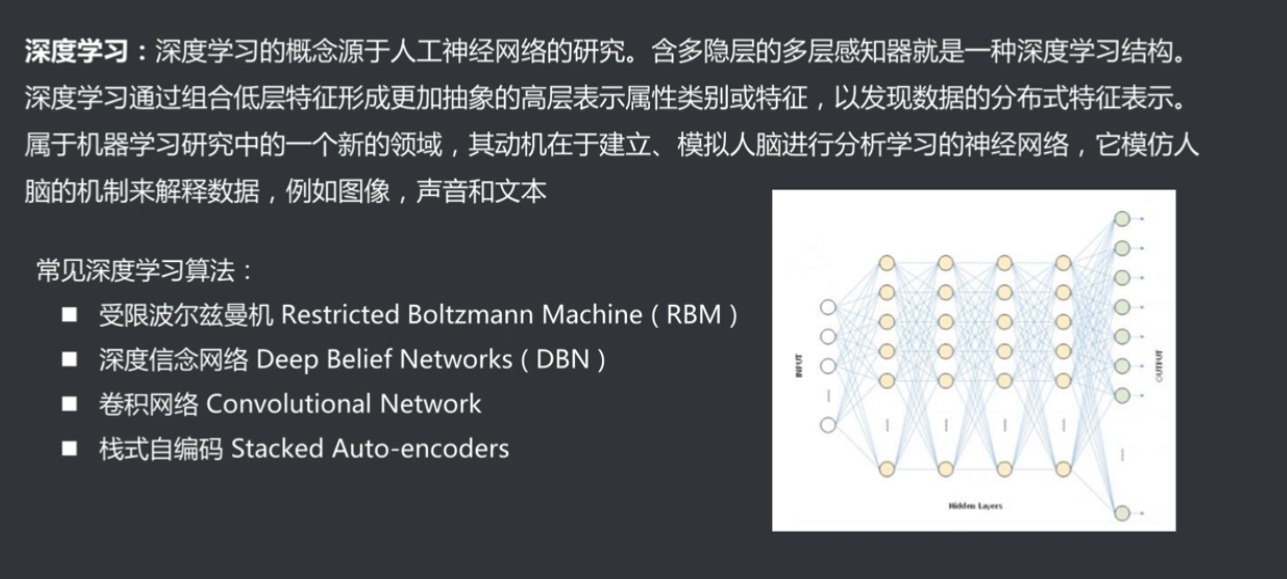 深度学习：深度学习的概念源于人工神经网络的研究。含多隐层的多层感知器就是一种深度学习结构。
深度学习通过组合低层特征形成更加抽象的高层表示属性类别或特征，以发现数据的分布式特征表示。
属于机器学习研究中的一个新的领域，其动机在于建立、模拟人脑进行分析学习的神经网络，它模仿人
脑的机制来解释数据，例如图像，声音和文本
常见深度学习算法：
■ 受限波尔兹曼机 Restricted Boltzmann Machine（RBM）
■ 深度信念网络 Deep Belief Networks（DBN）
■ 卷积网络 Convolutional Network
■ 栈式自编码 Stacked Auto-encoders
INPUT
Hidden Layers
OUTPUT